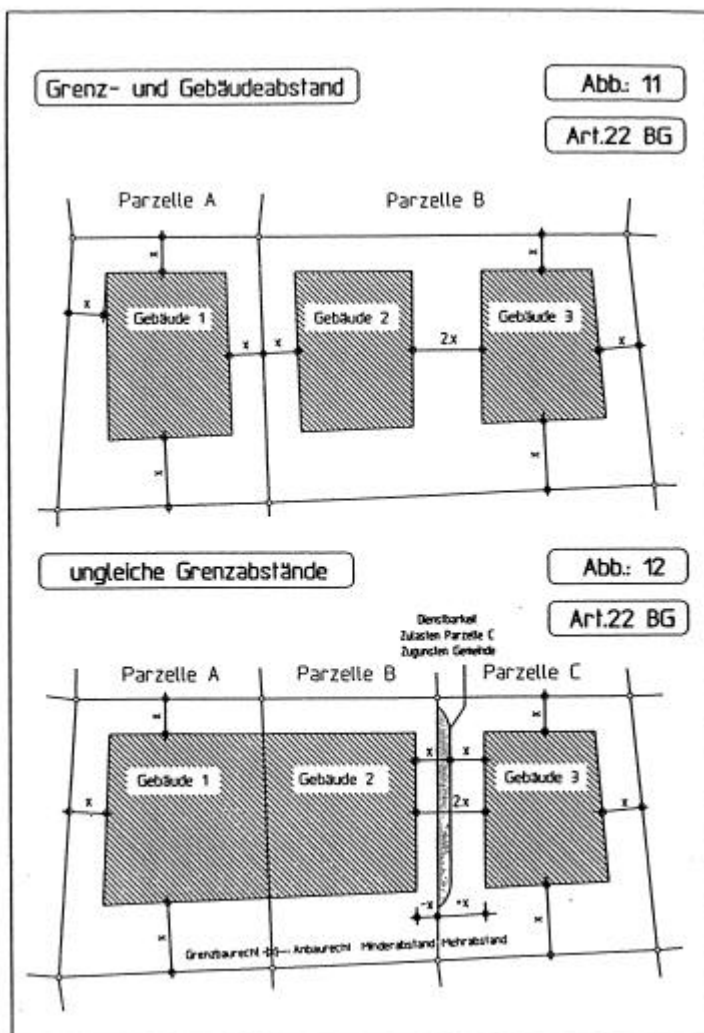 Grenz- und Gebäudeabstand
Abb.: 11
Art.22 BG
Parzelle A
Parzelle B
x
x
x
Gebäude 1
Gebäude 2
Gebäude 3
x
x
2x
x
x
x
ungleiche Grenzabstände
Abb.: 12
Art.22 BG
Dienstbarkeit
Zulasten Parzelle C
Zugunsten Gemeinde
Parzelle A
Parzelle B
Parzelle C
x
x
x
x
x
Gebäude 1
Gebäude 2
Gebäude 3
2x
x
-x
+x
x
x
Grenzbaurecht
Anbaurecht Minderabstand Mehrabstand